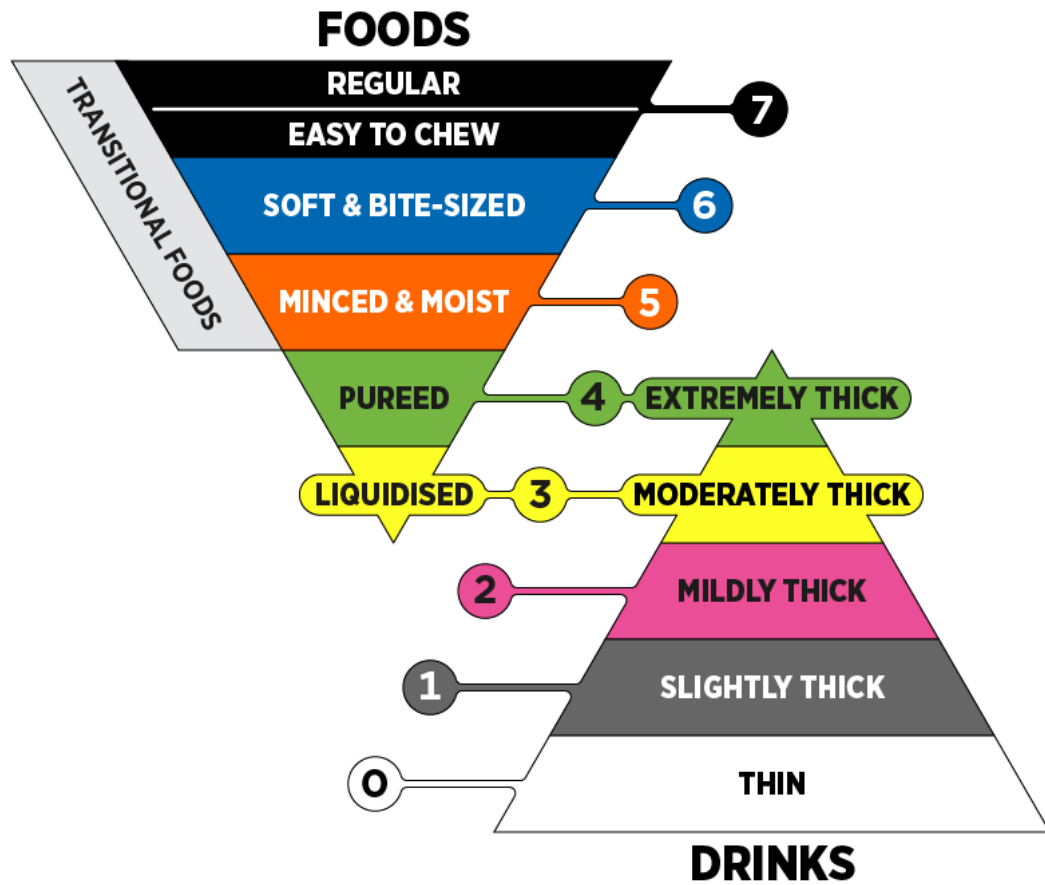 FOODS
REGULAR
EASY TO CHEW
7
TRANSITIONAL FOODS
SOFT & BITE-SIZED
6
MINCED & MOIST
5
PUREED
4
EXTREMELY THICK
LIQUIDISED
3
MODERATELY THICK
2
MILDLY THICK
1
SLIGHTLY THICK
0
THIN
DRINKS